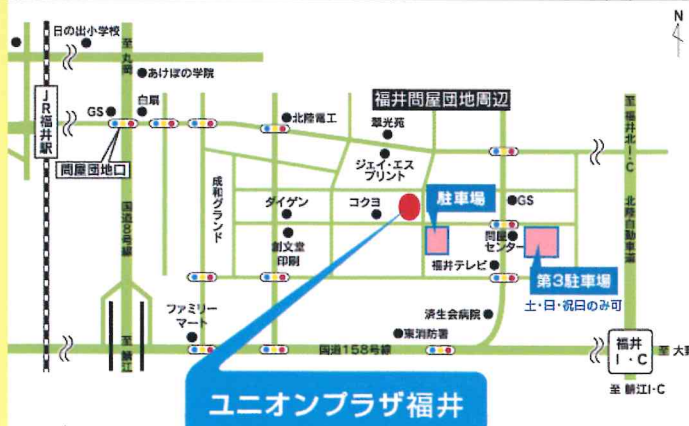 N
日の出小学校
至丸岡
あけぼの学院
白扇
GS
JR福井駅
問屋団地口
北陸電工
福井問屋団地周辺
翠光苑
ジェイ・エス
プリント
至 福井北I・C
北陸自動車道
成和グランド
国道8号線
ダイゲン
コクヨ
駐車場
GS
創文堂
印刷
問屋
センター
福井テレビ
第3駐車場
土・日・祝日のみ可
ファミリー
マート
済生会病院
東消防署
国道158号線
至鯖江
福井
I・C
至 大野
至 鯖江I・C
ユニオンプラザ福井